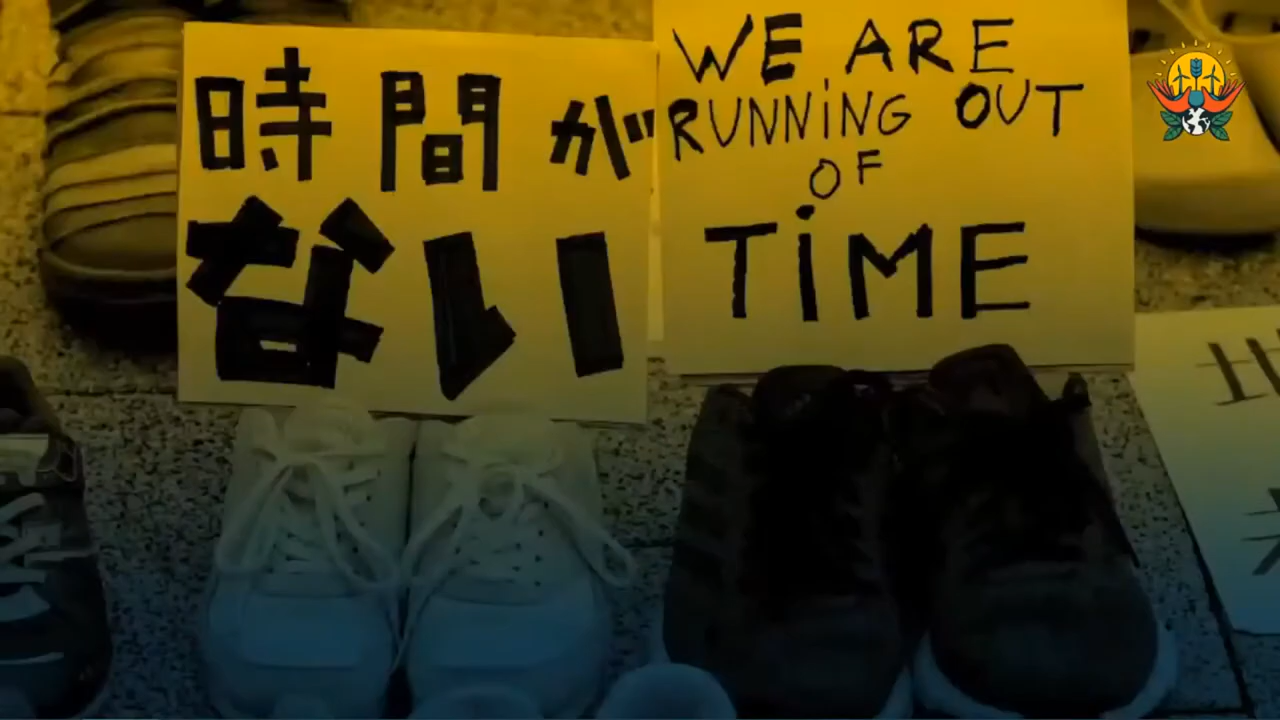 時間が
ない
WE ARE
RUNNING OUT
OF
TIME